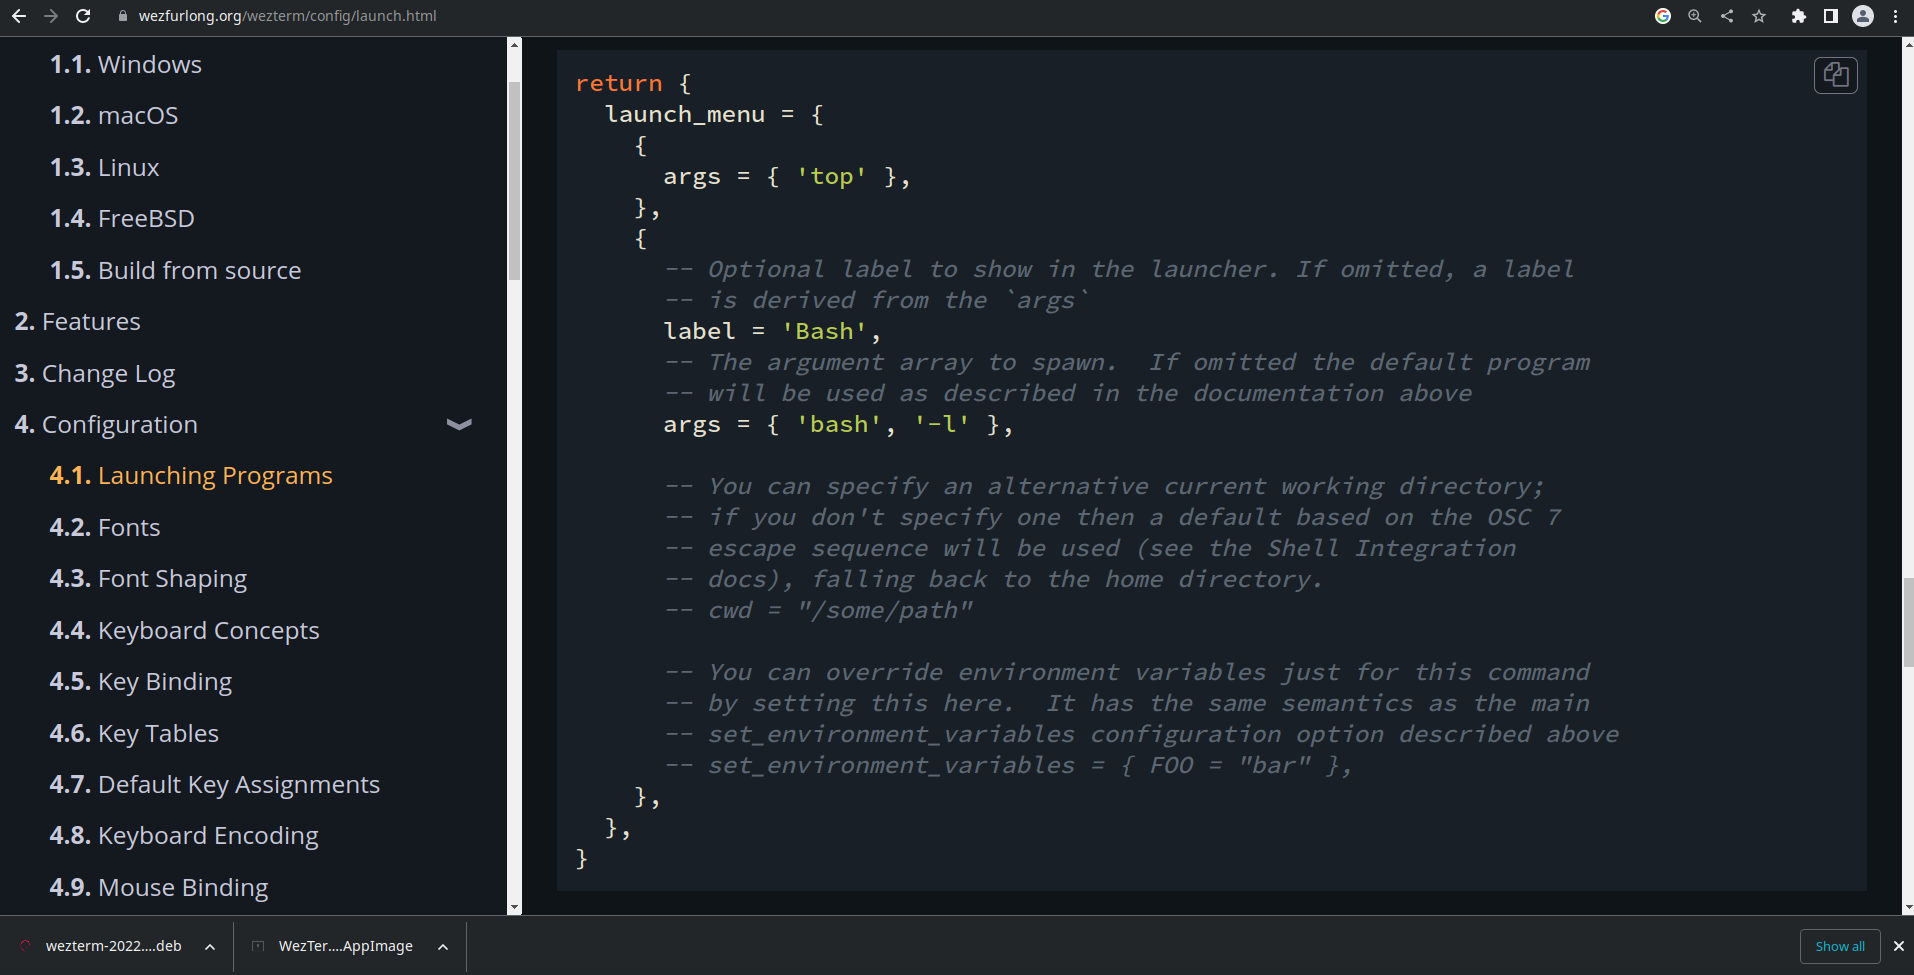 wezfurlong.org/wezterm/config/launch.html
1.1. Windows
1.2. macOS
1.3. Linux
1.4. FreeBSD
1.5. Build from source
2. Features
3. Change Log
4. Configuration
4.1. Launching Programs
4.2. Fonts
4.3. Font Shaping
4.4. Keyboard Concepts
4.5. Key Binding
4.6. Key Tables
4.7. Default Key Assignments
4.8. Keyboard Encoding
4.9. Mouse Binding
return {
  launch_menu = {
    {
      args = { 'top' },
    },
    {
      -- Optional label to show in the launcher. If omitted, a label
      -- is derived from the `args`
      label = 'Bash',
      -- The argument array to spawn.  If omitted the default program
      -- will be used as described in the documentation above
      args = { 'bash', '-l' },

      -- You can specify an alternative current working directory;
      -- if you don't specify one then a default based on the OSC 7
      -- escape sequence will be used (see the Shell Integration
      -- docs), falling back to the home directory.
      -- cwd = "/some/path"

      -- You can override environment variables just for this command
      -- by setting this here.  It has the same semantics as the main
      -- set_environment_variables configuration option described above
      -- set_environment_variables = { FOO = "bar" },
    },
  },
}
wezterm-2022....deb
WezTer....AppImage
Show all